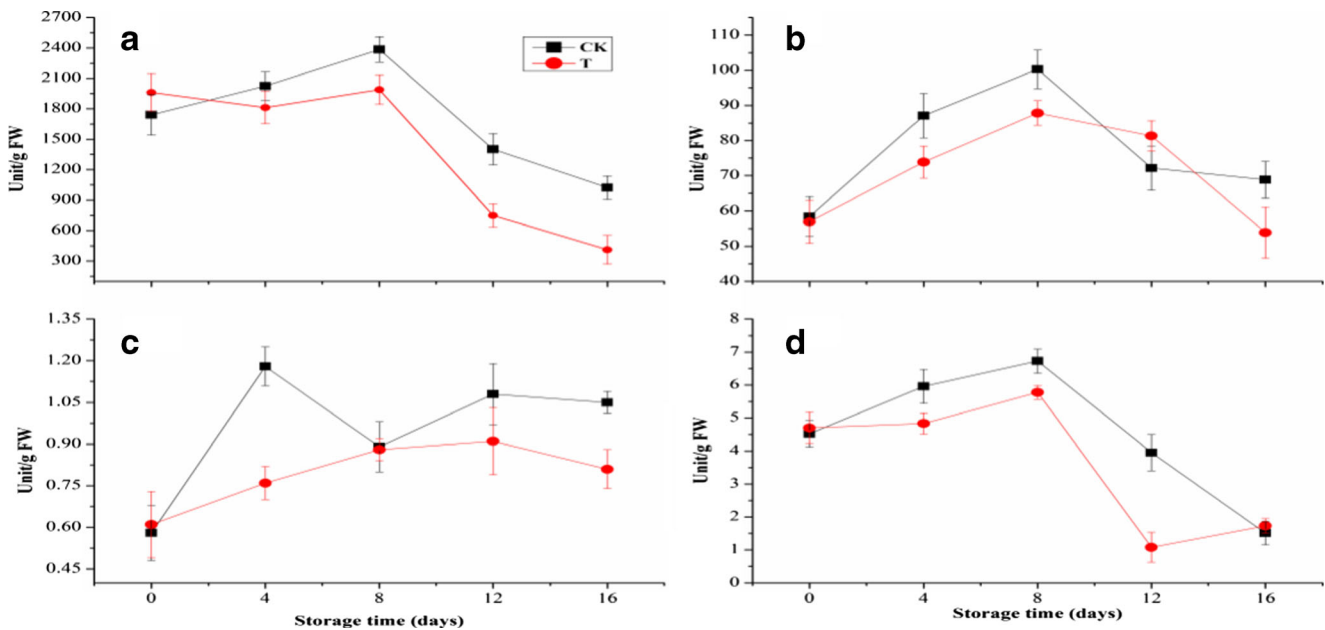 a
2700
2400
2100
1800
1500
1200
900
600
300
Unit/g FW
CK
T
b
110
100
90
80
70
60
50
40
Unit/g FW
0 4 8 12 16
0 4 8 12 16
c
1.35
1.20
1.05
0.90
0.75
0.60
0.45
Unit/g FW
0 4 8 12 16
Storage time (days)
d
8
7
6
5
4
3
2
1
0
Unit/g FW
0 4 8 12 16
Storage time (days)